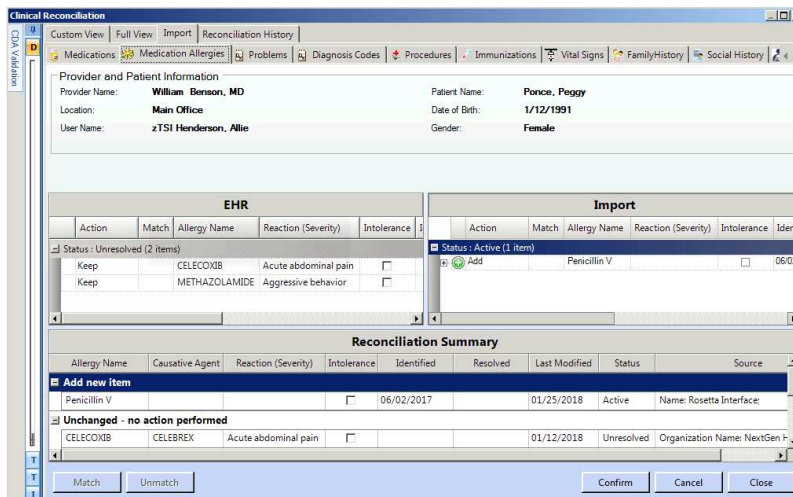 Clinical Reconciliation
CDA Validation
D
Custom View Full View Import Reconciliation History
Medications Medication Allergies Problems Diagnosis Codes Procedures Immunizations Vital Signs FamilyHistory Social History
Provider and Patient Information
Provider Name: William Benson, MD Patient Name: Ponce, Peggy
Location: Main Office Date of Birth: 1/12/1991
User Name: zTSI Henderson, Allie Gender: Female
EHR Import
Action Match Allergy Name Reaction (Severity) Intolerance I Action Match Allergy Name Reaction (Severity) Intolerance Iden
Status : Unresolved (2 items) Status : Active (1 item)
Keep CELECOXIB Acute abdominal pain Add Penicillin V 06/0
Keep METHAZOLAMIDE Aggressive behavior
Reconciliation Summary
Allergy Name Causative Agent Reaction (Severity) Intolerance Identified Resolved Last Modified Status Source
Add new item
Penicillin V 06/02/2017 01/25/2018 Active Name: Rosetta Interface;
Unchanged - no action performed
CELECOXIB CELEBREX Acute abdominal pain 01/12/2018 Unresolved Organization Name: NextGen H
T
T
T
Match Unmatch Confirm Cancel Close